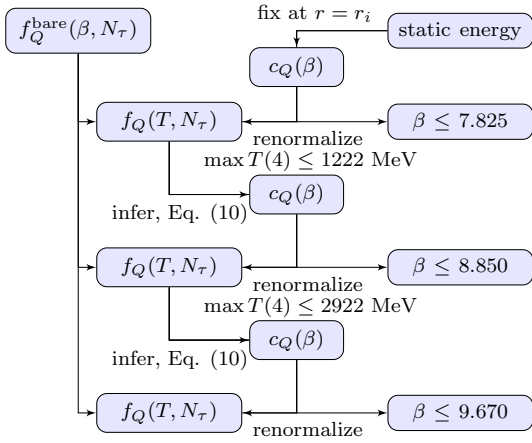 fix at r = r_i
f_Q^bare(β, N_τ)
static energy
c_Q(β)
f_Q(T, N_τ)
β ≤ 7.825
renormalize
max T(4) ≤ 1222 MeV
c_Q(β)
infer, Eq. (10)
f_Q(T, N_τ)
β ≤ 8.850
renormalize
max T(4) ≤ 2922 MeV
c_Q(β)
infer, Eq. (10)
f_Q(T, N_τ)
β ≤ 9.670
renormalize